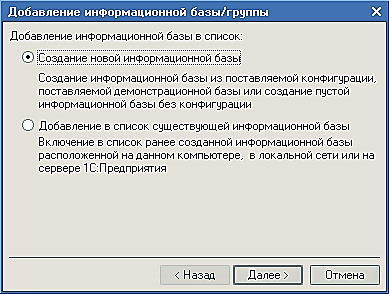 Добавление информационной базы/группы
Добавление информационной базы в список:
Создание новой информационной базы
Создание информационной базы из поставляемой конфигурации,
поставляемой демонстрационной базы или создание пустой
информационной базы без конфигурации
Добавление в список существующей информационной базы
Включение в список ранее созданной информационной базы
расположенной на данном компьютере, в локальной сети или на
сервере 1С:Предприятия
< Назад
Далее >
Отмена